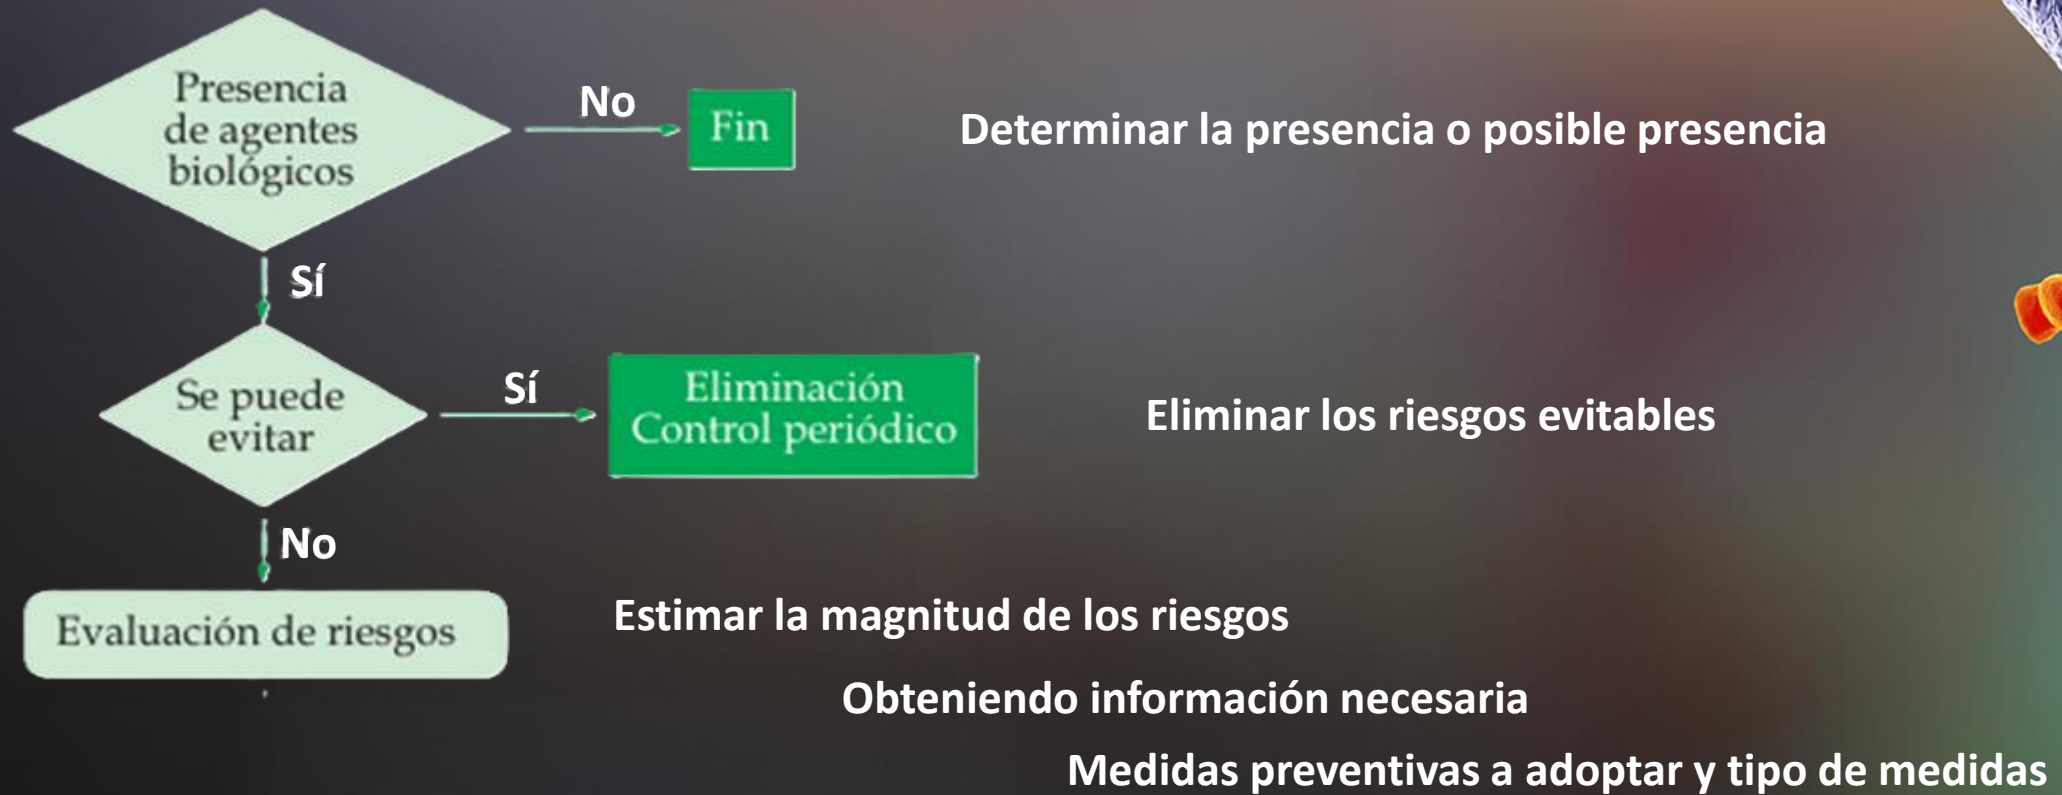 Presencia
de agentes
biológicos
No
Fin
Determinar la presencia o posible presencia
Sí
Se puede
evitar
Sí
Eliminación
Control periódico
Eliminar los riesgos evitables
No
Evaluación de riesgos
Estimar la magnitud de los riesgos
Obteniendo información necesaria
Medidas preventivas a adoptar y tipo de medidas